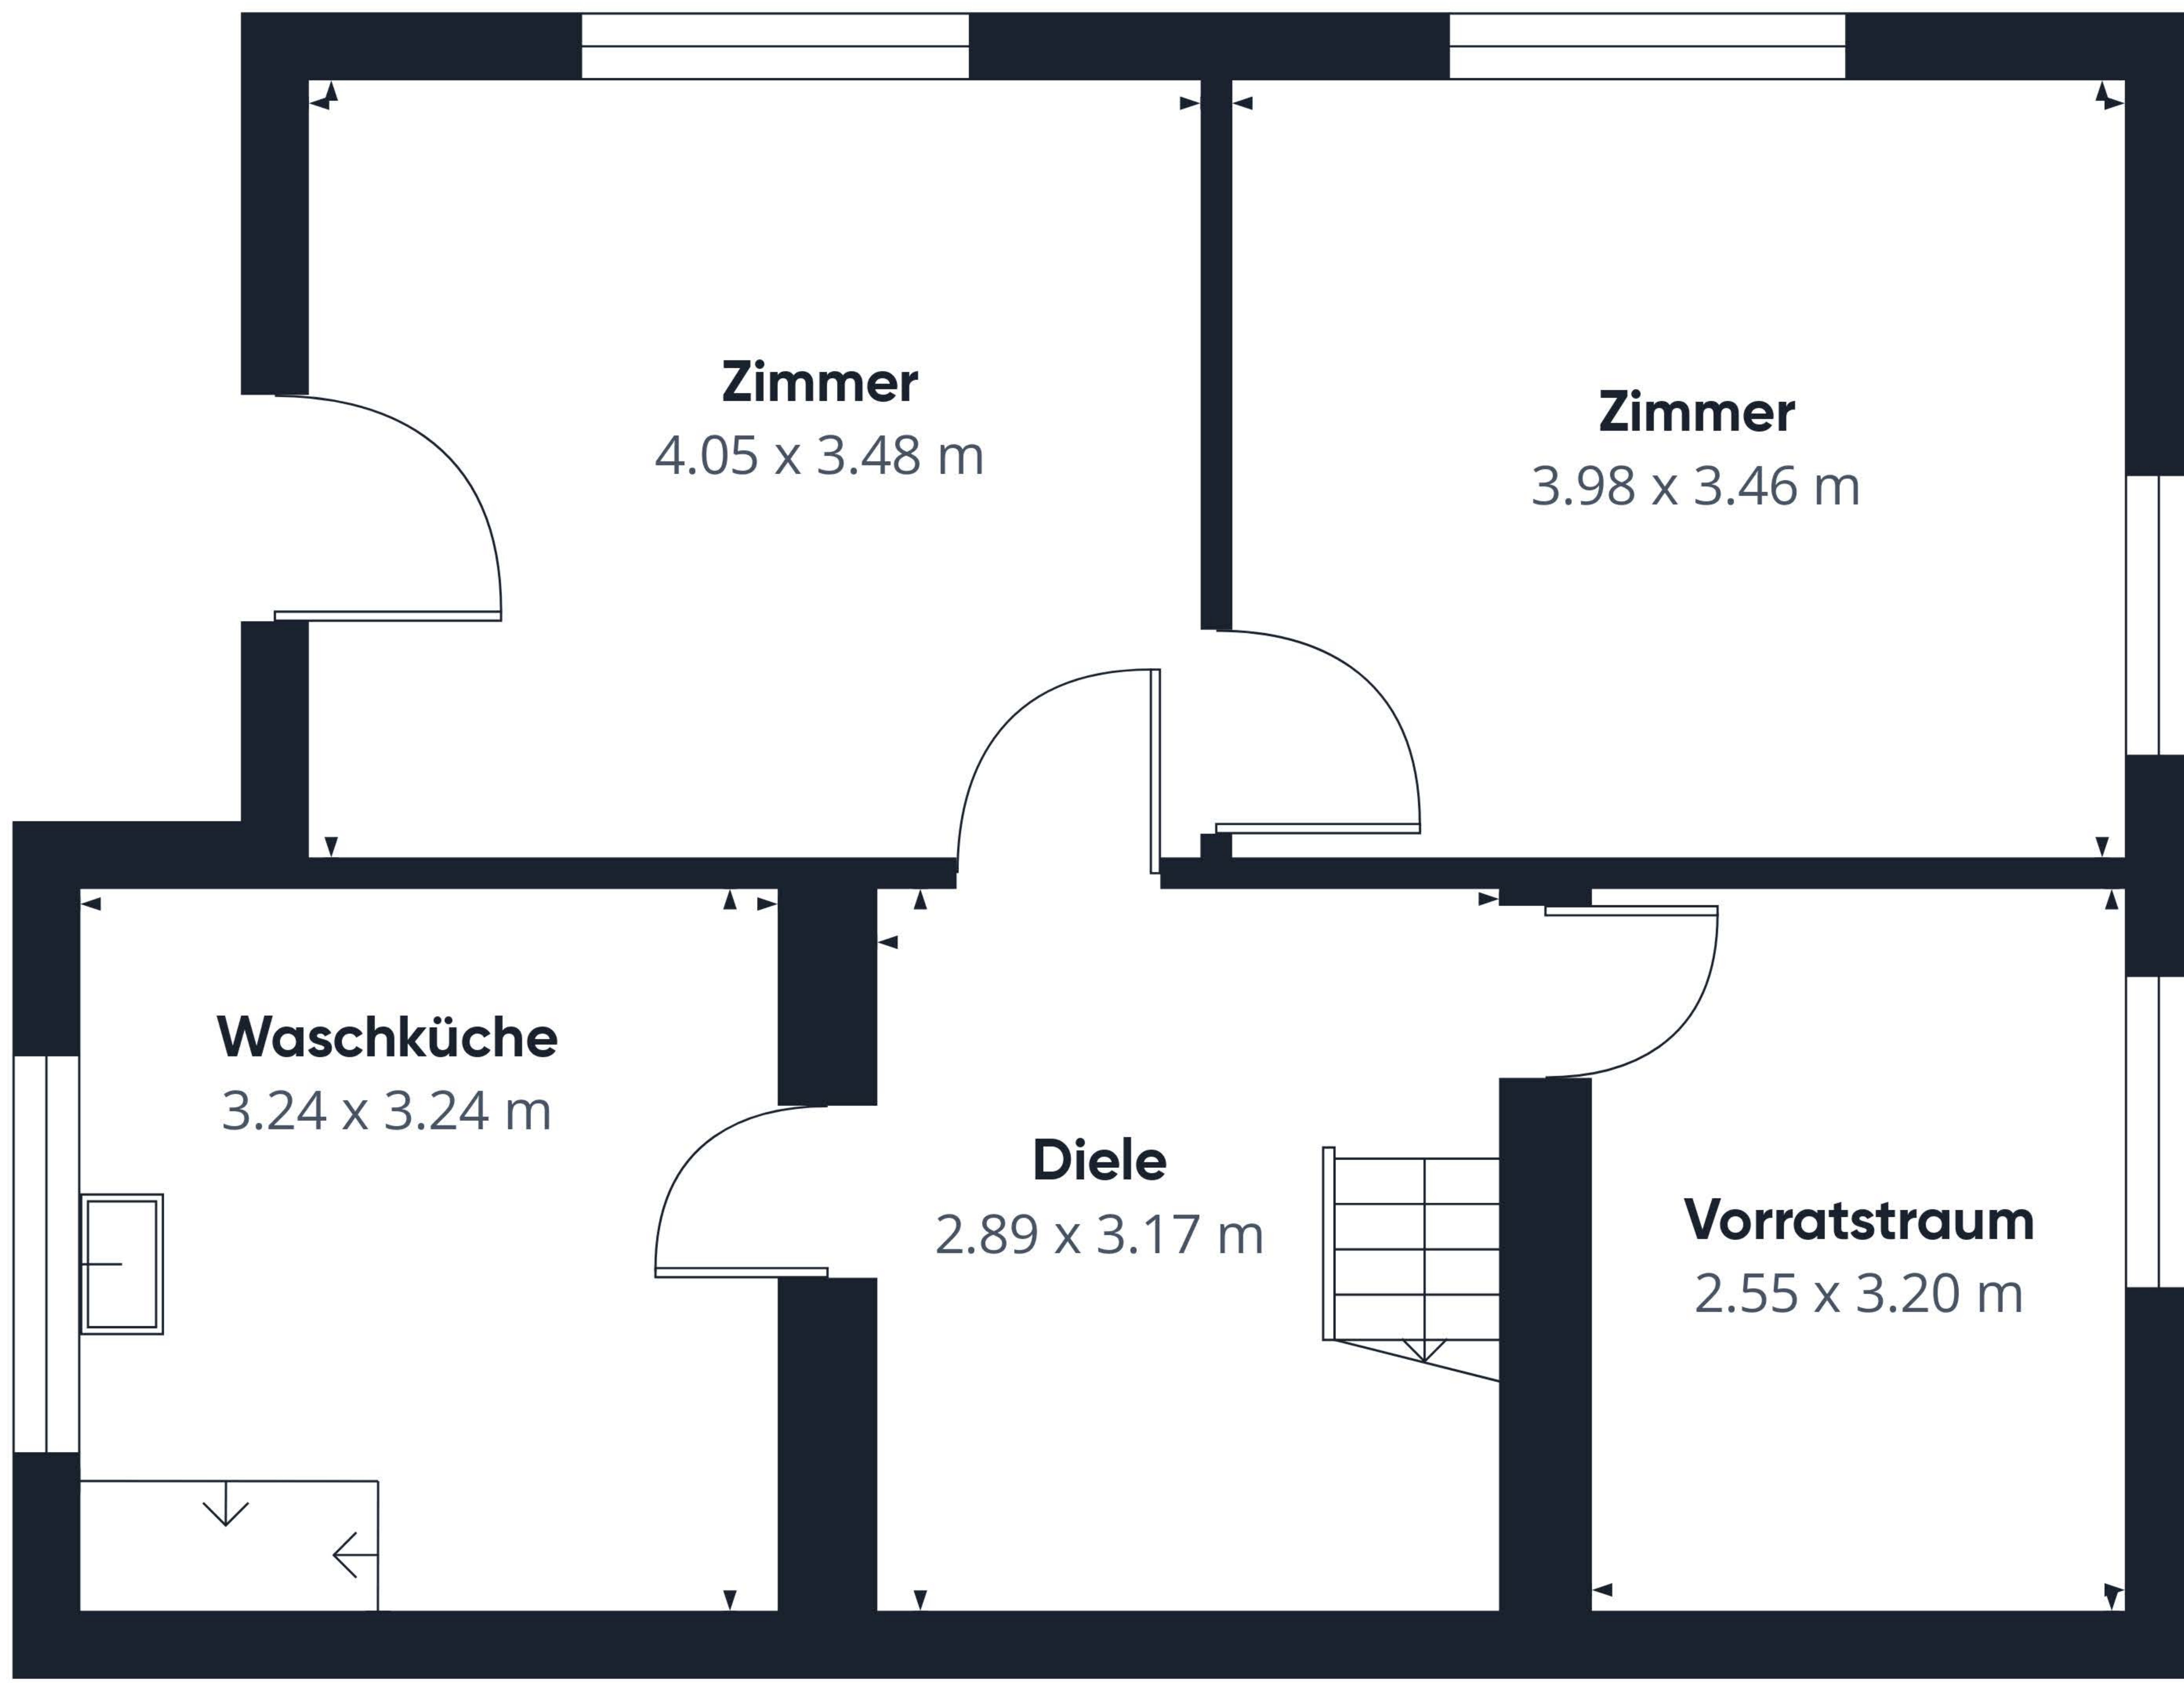 Zimmer
4.05 x 3.48 m
Zimmer
3.98 x 3.46 m
Waschküche
3.24 x 3.24 m
Diele
2.89 x 3.17 m
Vorratstraum
2.55 x 3.20 m